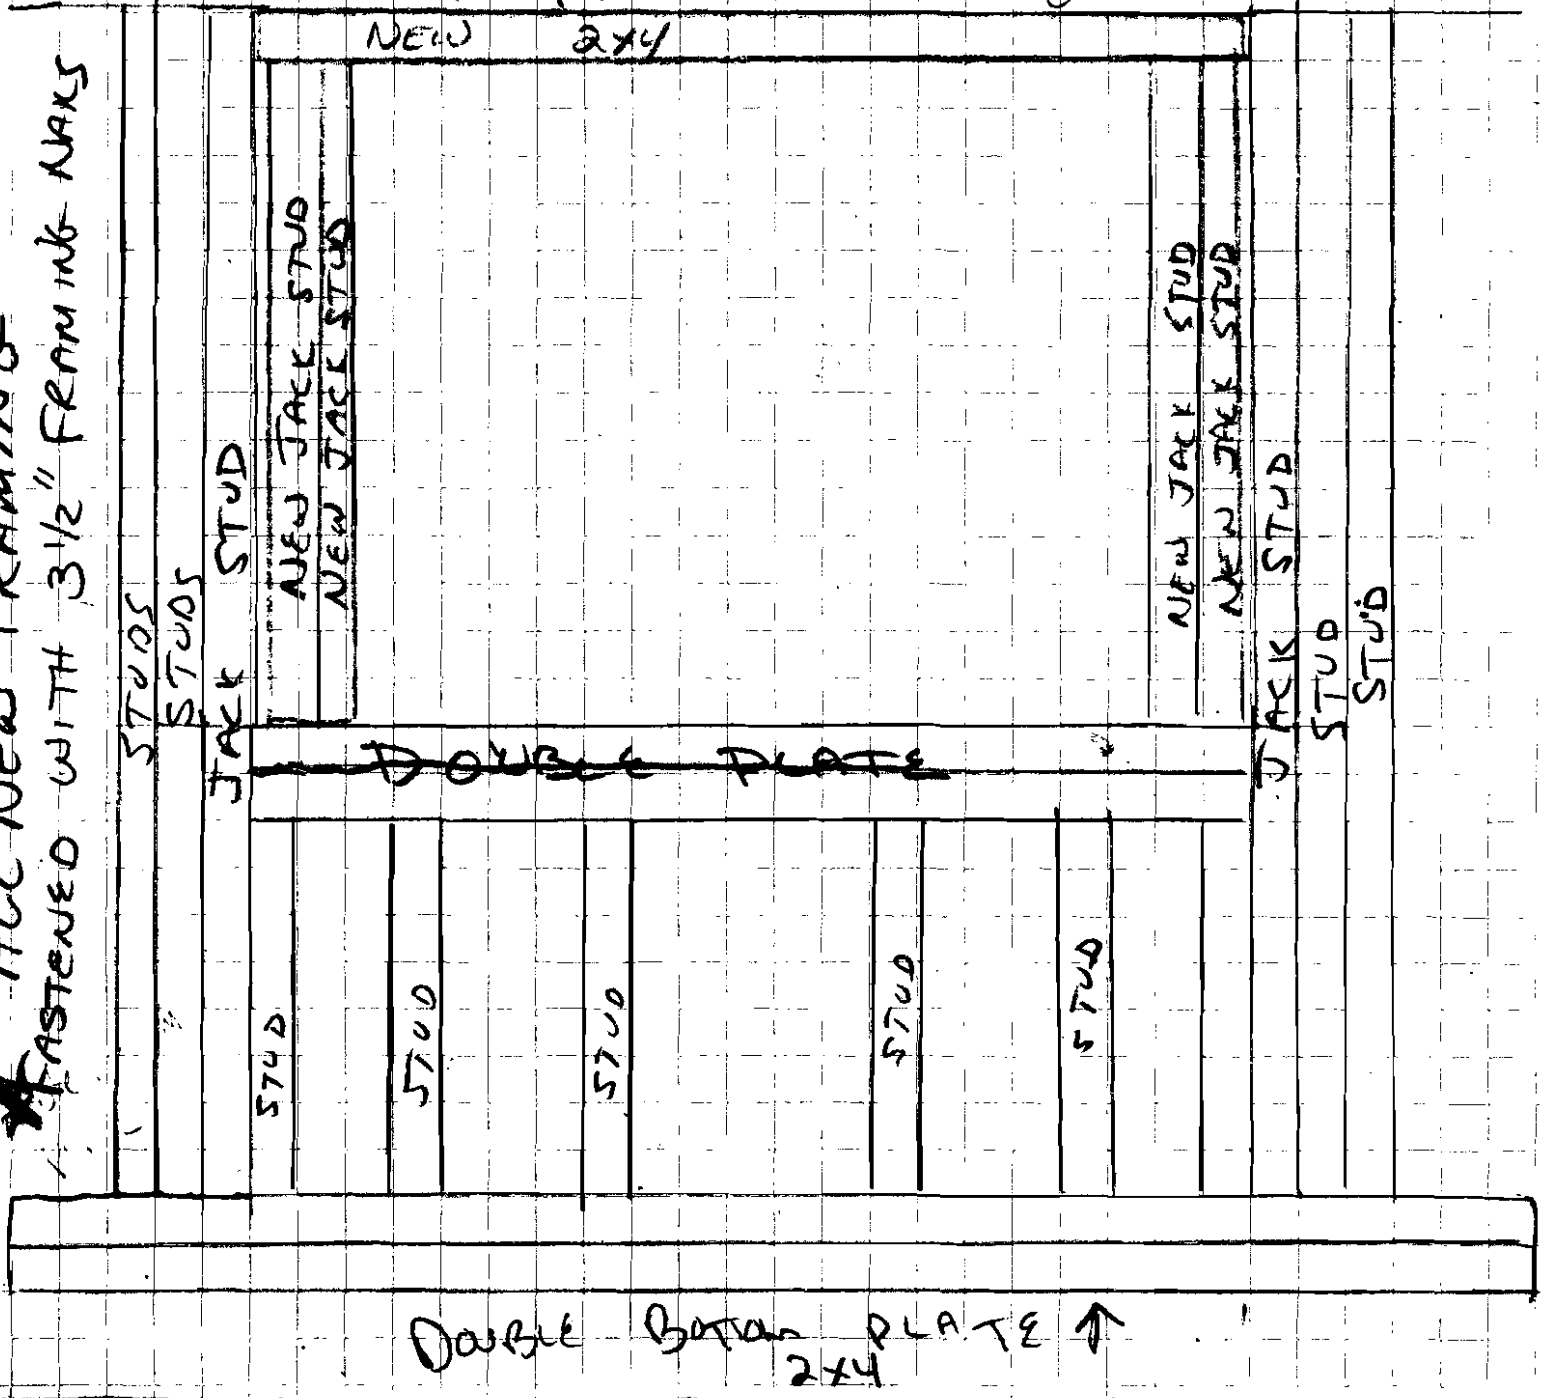 NEW 2x4
ALL NEW FRAMING
FASTENED WITH 3 1/2" FRAMING NAILS
STUDS
STUDS
JACK STUD
NEW JACK STUD
NEW JACK STUD
NEW JACK STUD
NEW JACK STUD
JACK STUD
STUD
STUD
DOUBLE PLATE
STUD
STUD
STUD
STUD
STUD
DOUBLE BOTTOM PLATE ↑
2x4